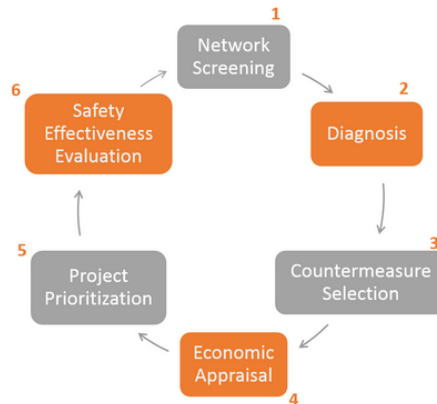 1
Network
Screening
2
Diagnosis
3
Countermeasure
Selection
4
Economic
Appraisal
5
Project
Prioritization
6
Safety
Effectiveness
Evaluation